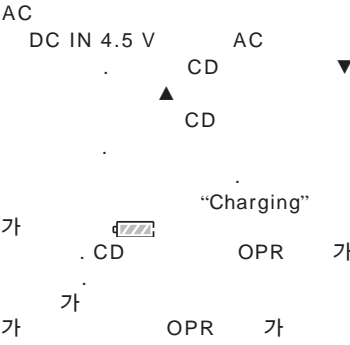 AC
DC IN 4.5 V AC
. CD ▼
▲
CD
.
.
“Charging”
가
. CD OPR 가
.
가
가 OPR 가